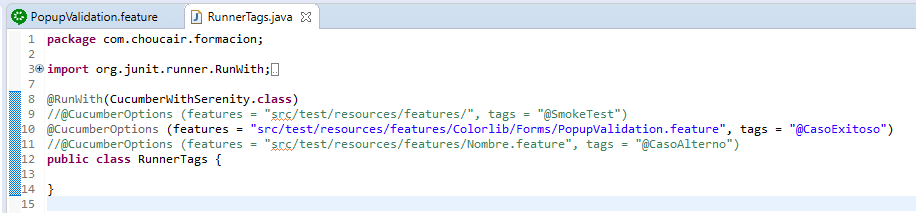 PopupValidation.feature RunnerTags.java
1 package com.choucair.formacion;
2
3 import org.junit.runner.RunWith;
7
8 @RunWith(CucumberWithSerenity.class)
9 //@CucumberOptions (features = "src/test/resources/features/", tags = "@SmokeTest")
10 @CucumberOptions (features = "src/test/resources/features/Colorlib/Forms/PopupValidation.feature", tags = "@CasoExitoso")
11 //@CucumberOptions (features = "src/test/resources/features/Nombre.feature", tags = "@CasoAlterno")
12 public class RunnerTags {
13
14 }
15